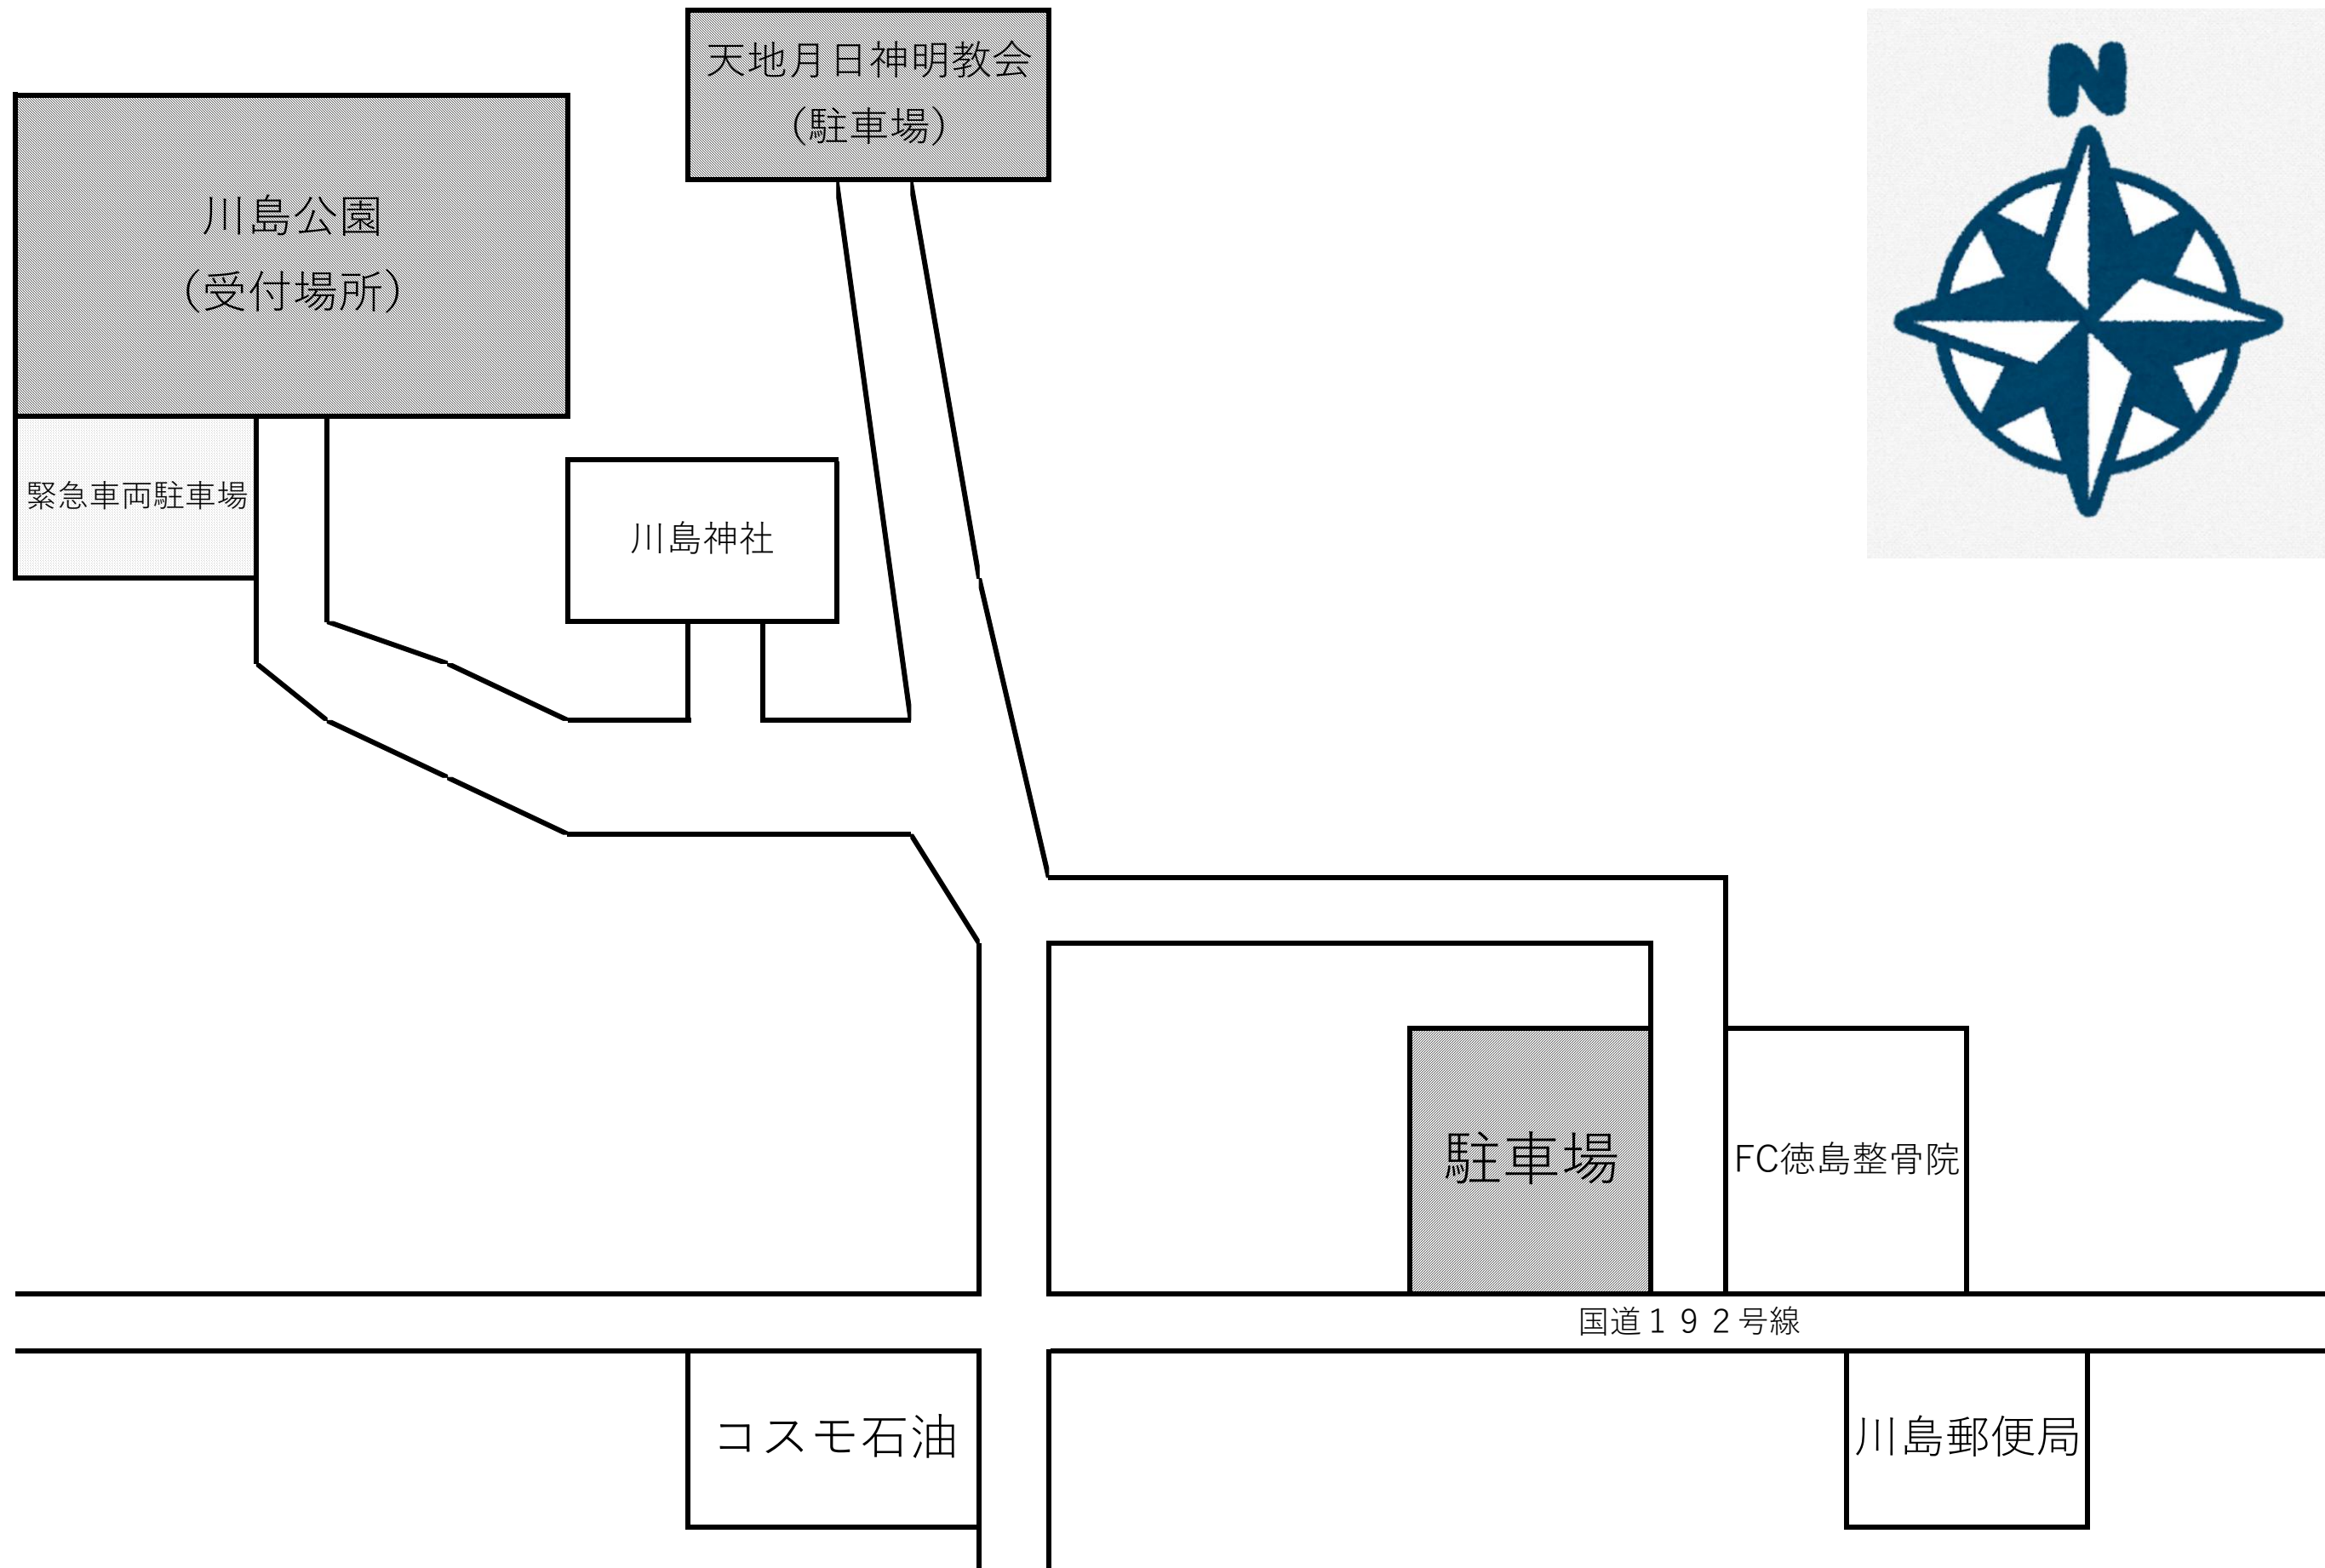 天地月日神明教会
（駐車場）
N
川島公園
（受付場所）
緊急車両駐車場
川島神社
駐車場
FC徳島整骨院
国道１９２号線
コスモ石油
川島郵便局